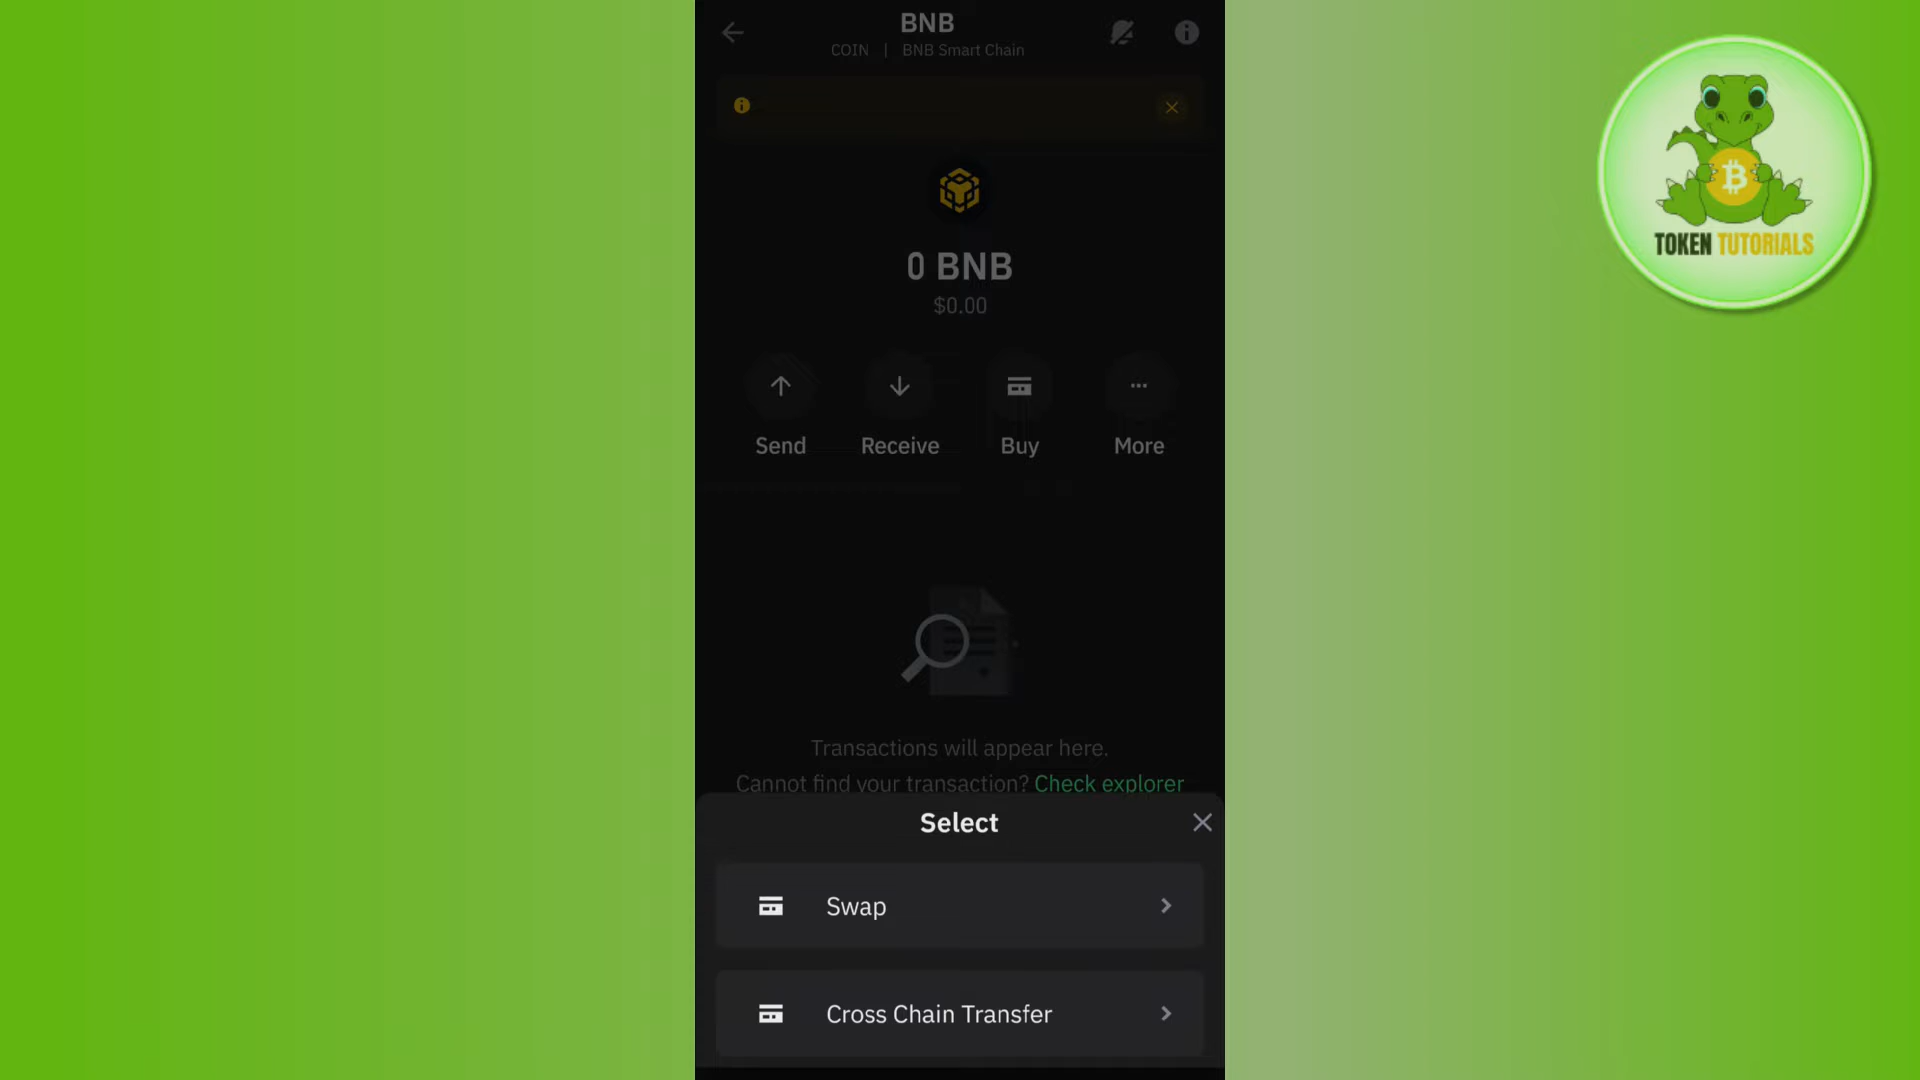 BNB
COIN | BNB Smart Chain
0 BNB
$0.00
Send Receive Buy More
Transactions will appear here.
Cannot find your transaction? Check explorer
Select
Swap
Cross Chain Transfer
TOKEN TUTORIALS